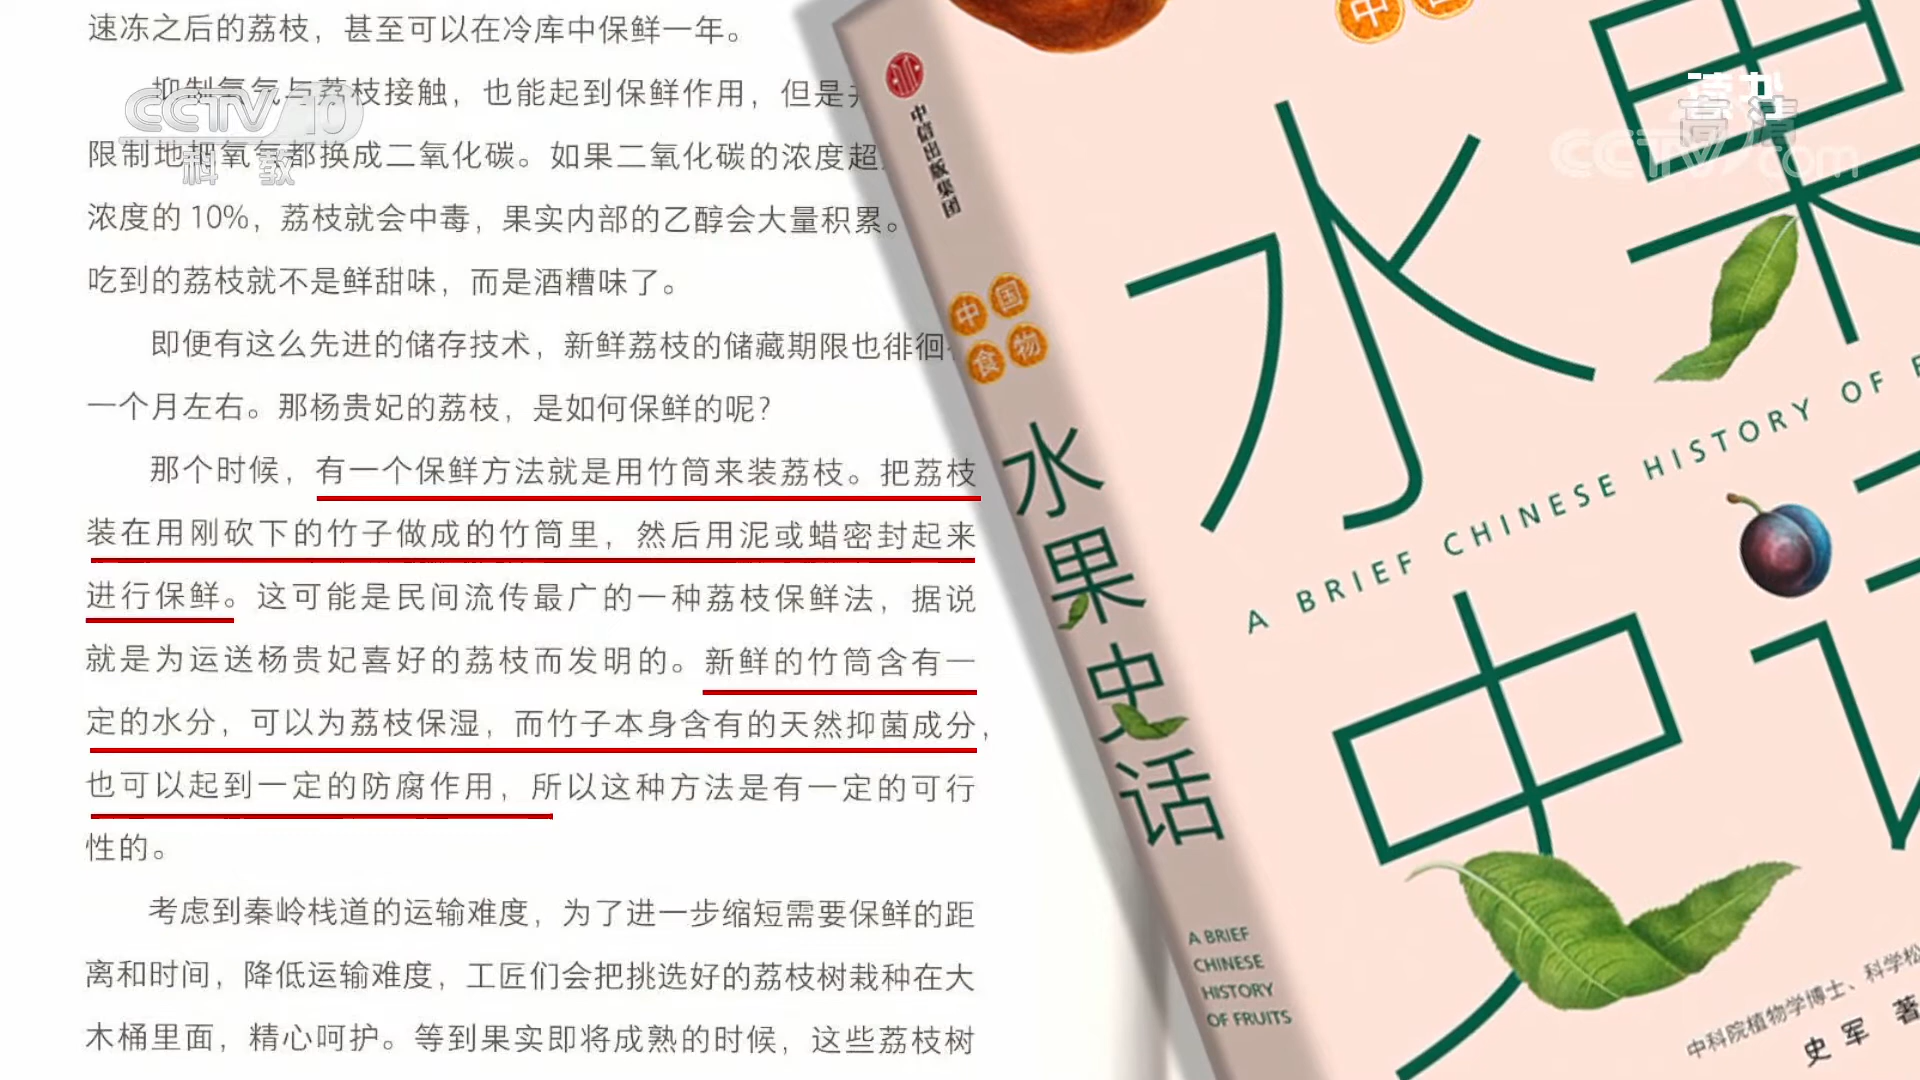 速冻之后的荔枝，甚至可以在冷库中保鲜一年。
抑制氧气与荔枝接触，也能起到保鲜作用，但是
限制地把氧气都换成二氧化碳。如果二氧化碳的浓度超
浓度的 10%，荔枝就会中毒，果实内部的乙醇会大量积累。
吃到的荔枝就不是鲜甜味，而是酒糟味了。
即便有这么先进的储存技术，新鲜荔枝的储藏期限也徘徊
一个月左右。那杨贵妃的荔枝，是如何保鲜的呢？
那个时候，有一个保鲜方法就是用竹筒来装荔枝。把荔枝
装在用刚砍下的竹子做成的竹筒里，然后用泥或蜡密封起来
进行保鲜。这可能是民间流传最广的一种荔枝保鲜法，据说
就是为运送杨贵妃喜好的荔枝而发明的。新鲜的竹筒含有一
定的水分，可以为荔枝保湿，而竹子本身含有的天然抑菌成分，
也可以起到一定的防腐作用，所以这种方法是有一定的可行
性的。
考虑到秦岭栈道的运输难度，为了进一步缩短需要保鲜的距
离和时间，降低运输难度，工匠们会把挑选好的荔枝树栽种在大
木桶里面，精心呵护。等到果实即将成熟的时候，这些荔枝树
CCTV 10
科教
中信出版集团
中国
食物
水果史话
A BRIEF
CHINESE
HISTORY
OF FRUITS
中国
水果
A BRIEF CHINESE HISTORY OF
史
中科院植物学博士、科学松
史军 著
高清
CCTV.com